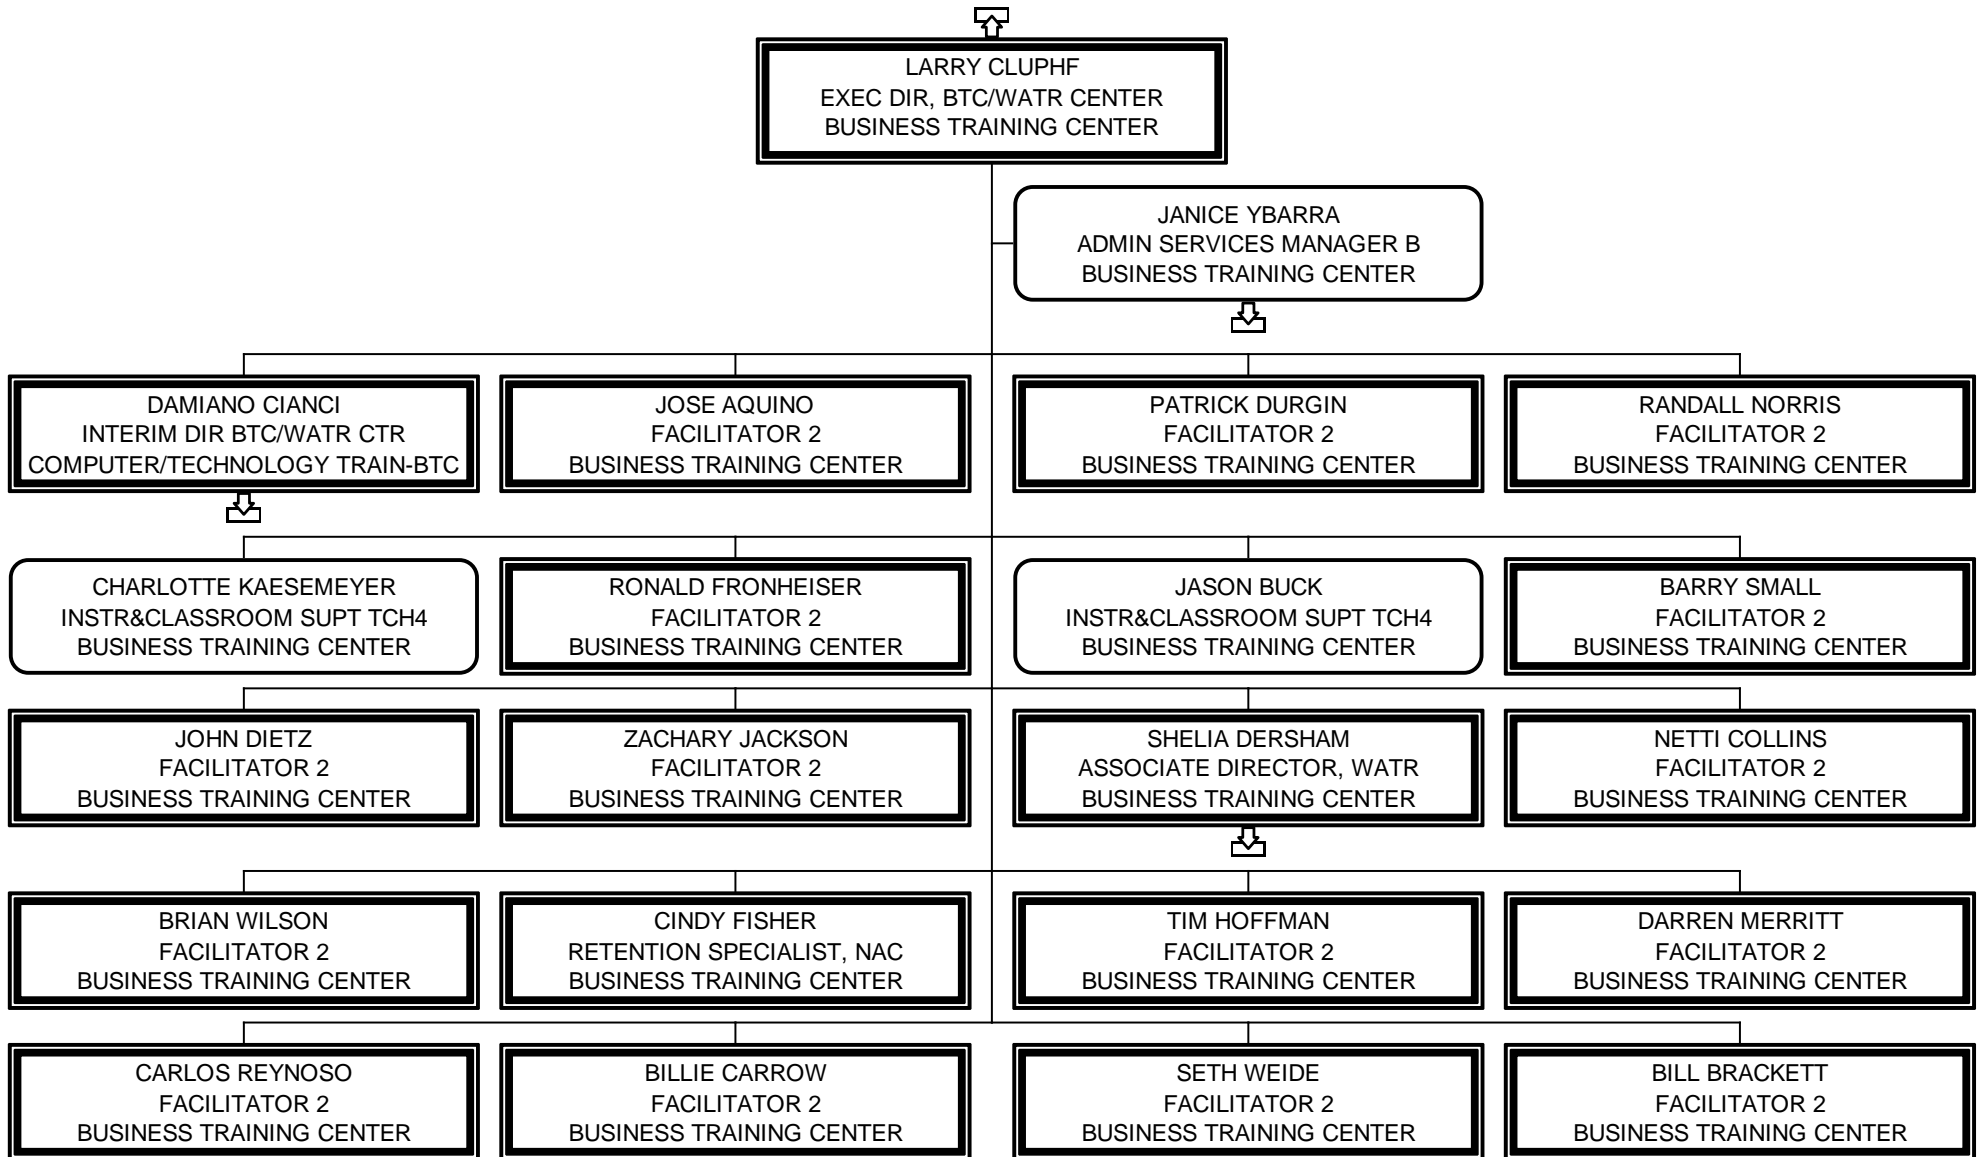 LARRY CLUPHF
EXEC DIR, BTC/WATR CENTER
BUSINESS TRAINING CENTER
JANICE YBARRA
ADMIN SERVICES MANAGER B
BUSINESS TRAINING CENTER
DAMIANO CIANCI
INTERIM DIR BTC/WATR CTR
COMPUTER/TECHNOLOGY TRAIN-BTC
JOSE AQUINO
FACILITATOR 2
BUSINESS TRAINING CENTER
PATRICK DURGIN
FACILITATOR 2
BUSINESS TRAINING CENTER
RANDALL NORRIS
FACILITATOR 2
BUSINESS TRAINING CENTER
CHARLOTTE KAESEMEYER
INSTR&CLASSROOM SUPT TCH4
BUSINESS TRAINING CENTER
RONALD FRONHEISER
FACILITATOR 2
BUSINESS TRAINING CENTER
JASON BUCK
INSTR&CLASSROOM SUPT TCH4
BUSINESS TRAINING CENTER
BARRY SMALL
FACILITATOR 2
BUSINESS TRAINING CENTER
JOHN DIETZ
FACILITATOR 2
BUSINESS TRAINING CENTER
ZACHARY JACKSON
FACILITATOR 2
BUSINESS TRAINING CENTER
SHELIA DERSHAM
ASSOCIATE DIRECTOR, WATR
BUSINESS TRAINING CENTER
NETTI COLLINS
FACILITATOR 2
BUSINESS TRAINING CENTER
BRIAN WILSON
FACILITATOR 2
BUSINESS TRAINING CENTER
CINDY FISHER
RETENTION SPECIALIST, NAC
BUSINESS TRAINING CENTER
TIM HOFFMAN
FACILITATOR 2
BUSINESS TRAINING CENTER
DARREN MERRITT
FACILITATOR 2
BUSINESS TRAINING CENTER
CARLOS REYNOSO
FACILITATOR 2
BUSINESS TRAINING CENTER
BILLIE CARROW
FACILITATOR 2
BUSINESS TRAINING CENTER
SETH WEIDE
FACILITATOR 2
BUSINESS TRAINING CENTER
BILL BRACKETT
FACILITATOR 2
BUSINESS TRAINING CENTER